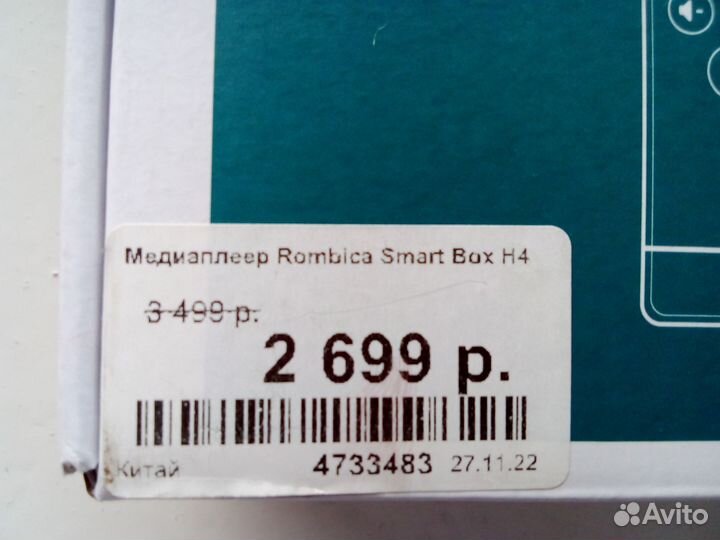 Медиаплеер Rombica Smart Box H4
3 499 р.
2 699 р.
Китай 4733483 27.11.22
Avito